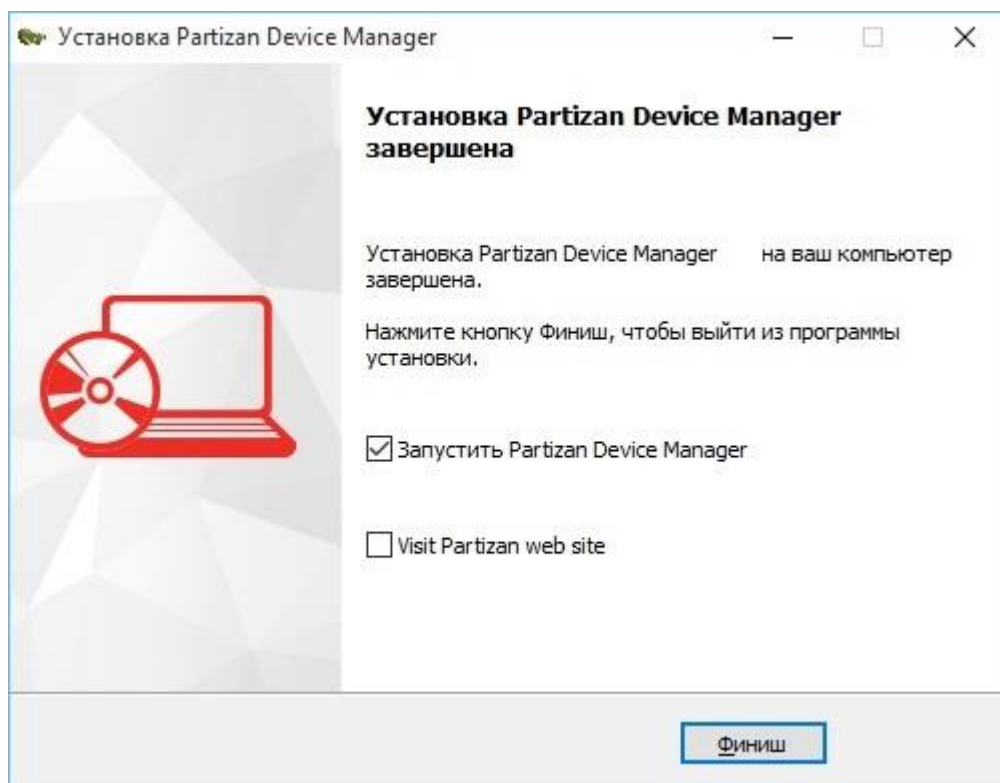 Установка Partizan Device Manager
Установка Partizan Device Manager
завершена
Установка Partizan Device Manager на ваш компьютер
завершена.
Нажмите кнопку Финиш, чтобы выйти из программы
установки.
Запустить Partizan Device Manager
Visit Partizan web site
Финиш